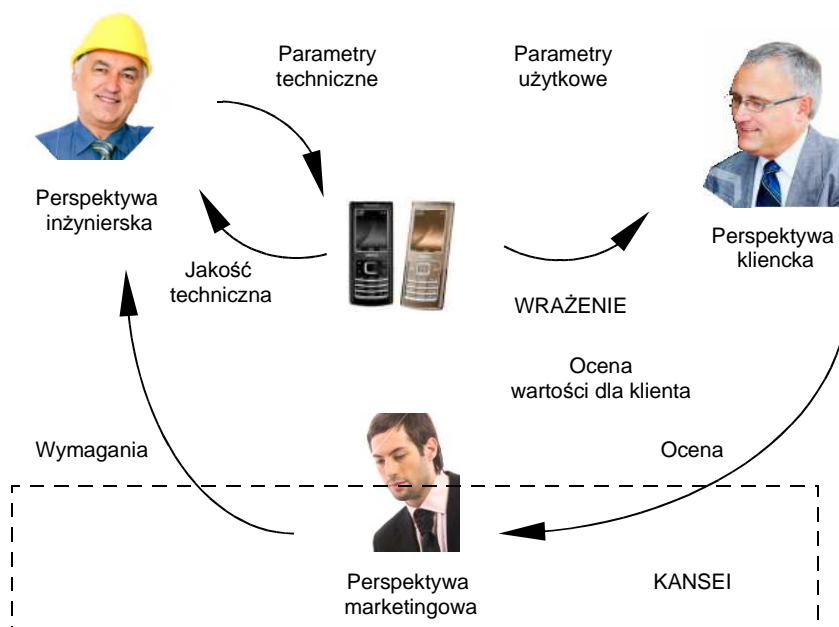 Parametry
techniczne
Parametry
użytkowe
Perspektywa
inżynierska
Perspektywa
kliencka
Jakość
techniczna
WRAŻENIE
Ocena
wartości dla klienta
Wymagania
Ocena
Perspektywa
marketingowa
KANSEI